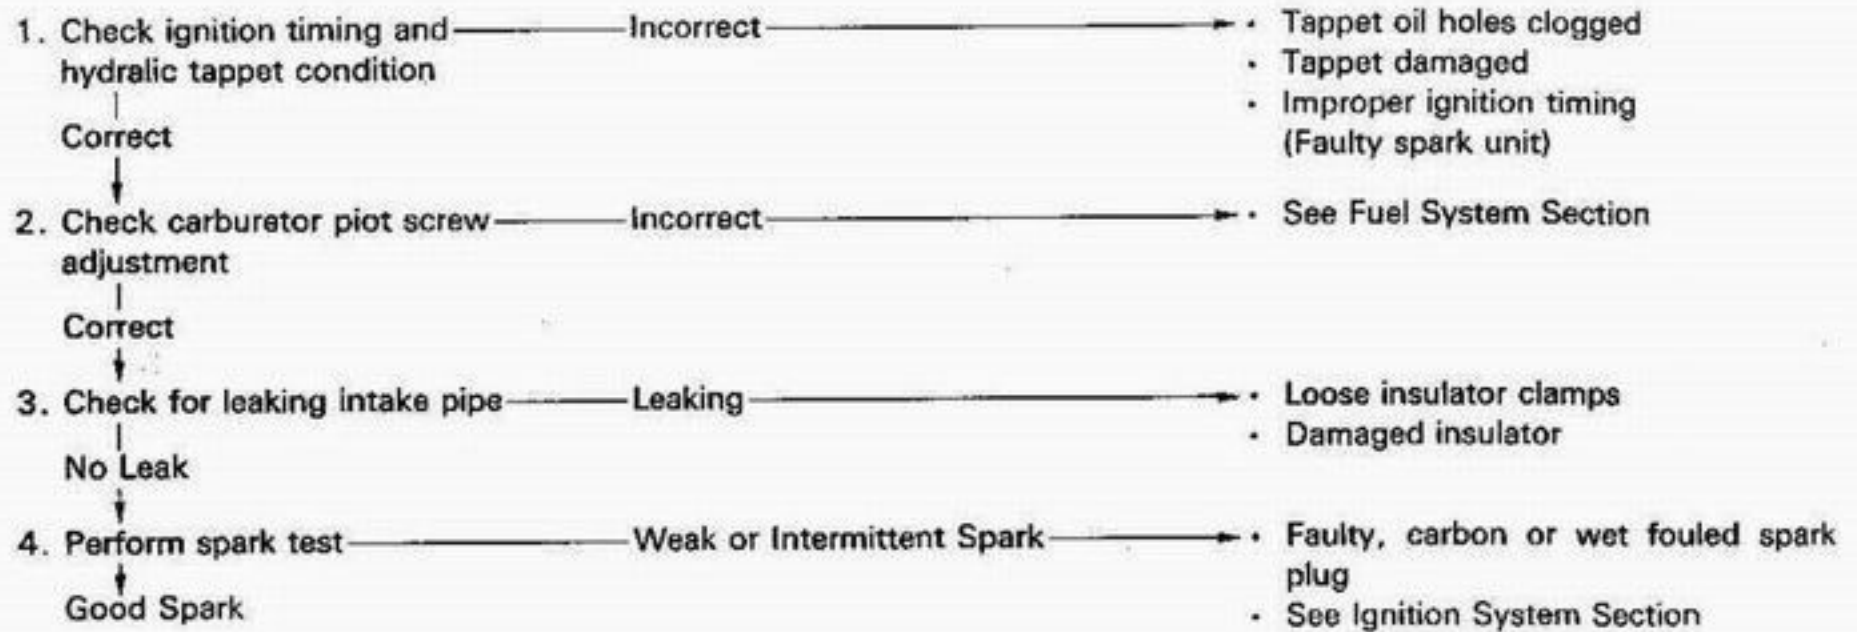 1. Check ignition timing and Incorrect · Tappet oil holes clogged
hydralic tappet condition · Tappet damaged
· Improper ignition timing
Correct (Faulty spark unit)
2. Check carburetor piot screw Incorrect · See Fuel System Section
adjustment
Correct
3. Check for leaking intake pipe Leaking · Loose insulator clamps
· Damaged insulator
No Leak
4. Perform spark test Weak or Intermittent Spark · Faulty, carbon or wet fouled spark
plug
Good Spark · See Ignition System Section